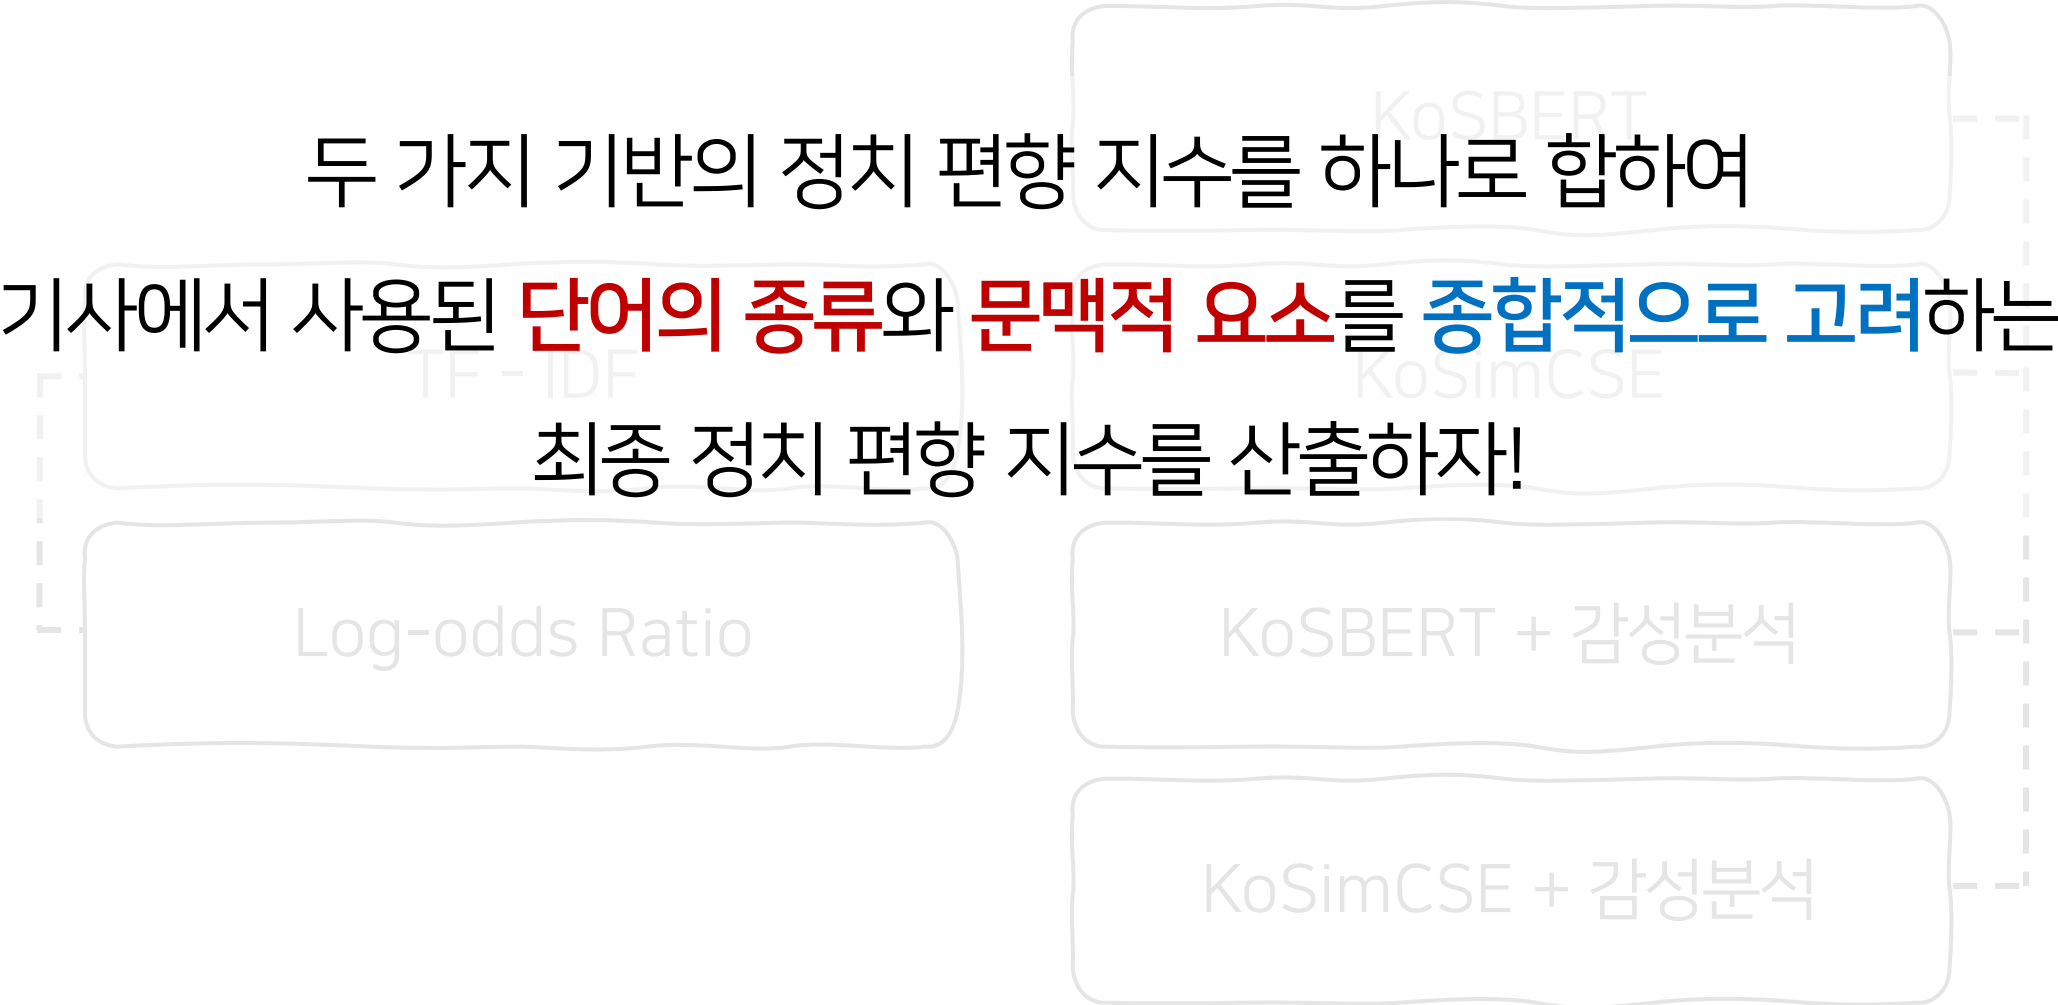 KoSBERT
두 가지 기반의 정치 편향 지수를 하나로 합하여
기사에서 사용된 단어의 종류와 문맥적 요소를 종합적으로 고려하는
TF - IDF
KoSimCSE
최종 정치 편향 지수를 산출하자!
Log-odds Ratio
KoSBERT + 감성분석
KoSimCSE + 감성분석